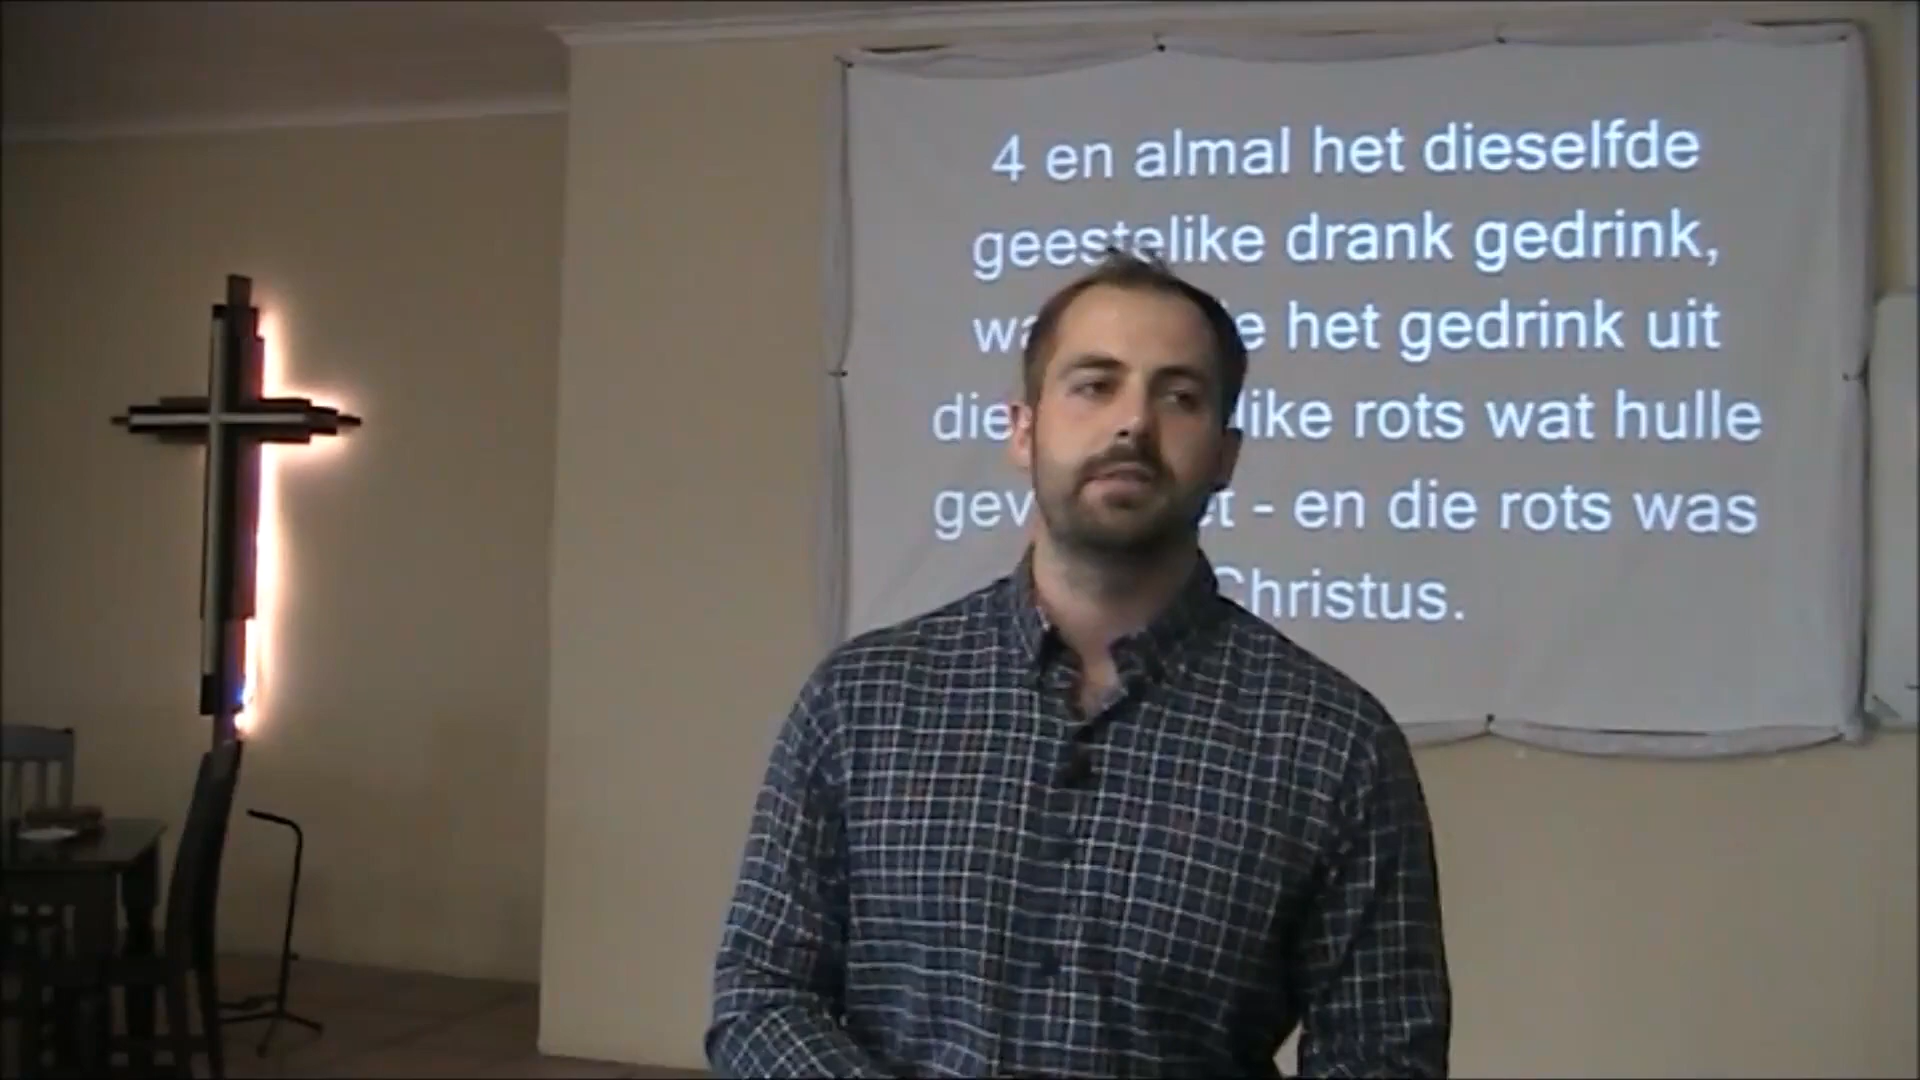 4 en almal het dieselfde
geestelike drank gedrink,
het gedrink uit
rots wat hulle
- en die rots was
Christus.